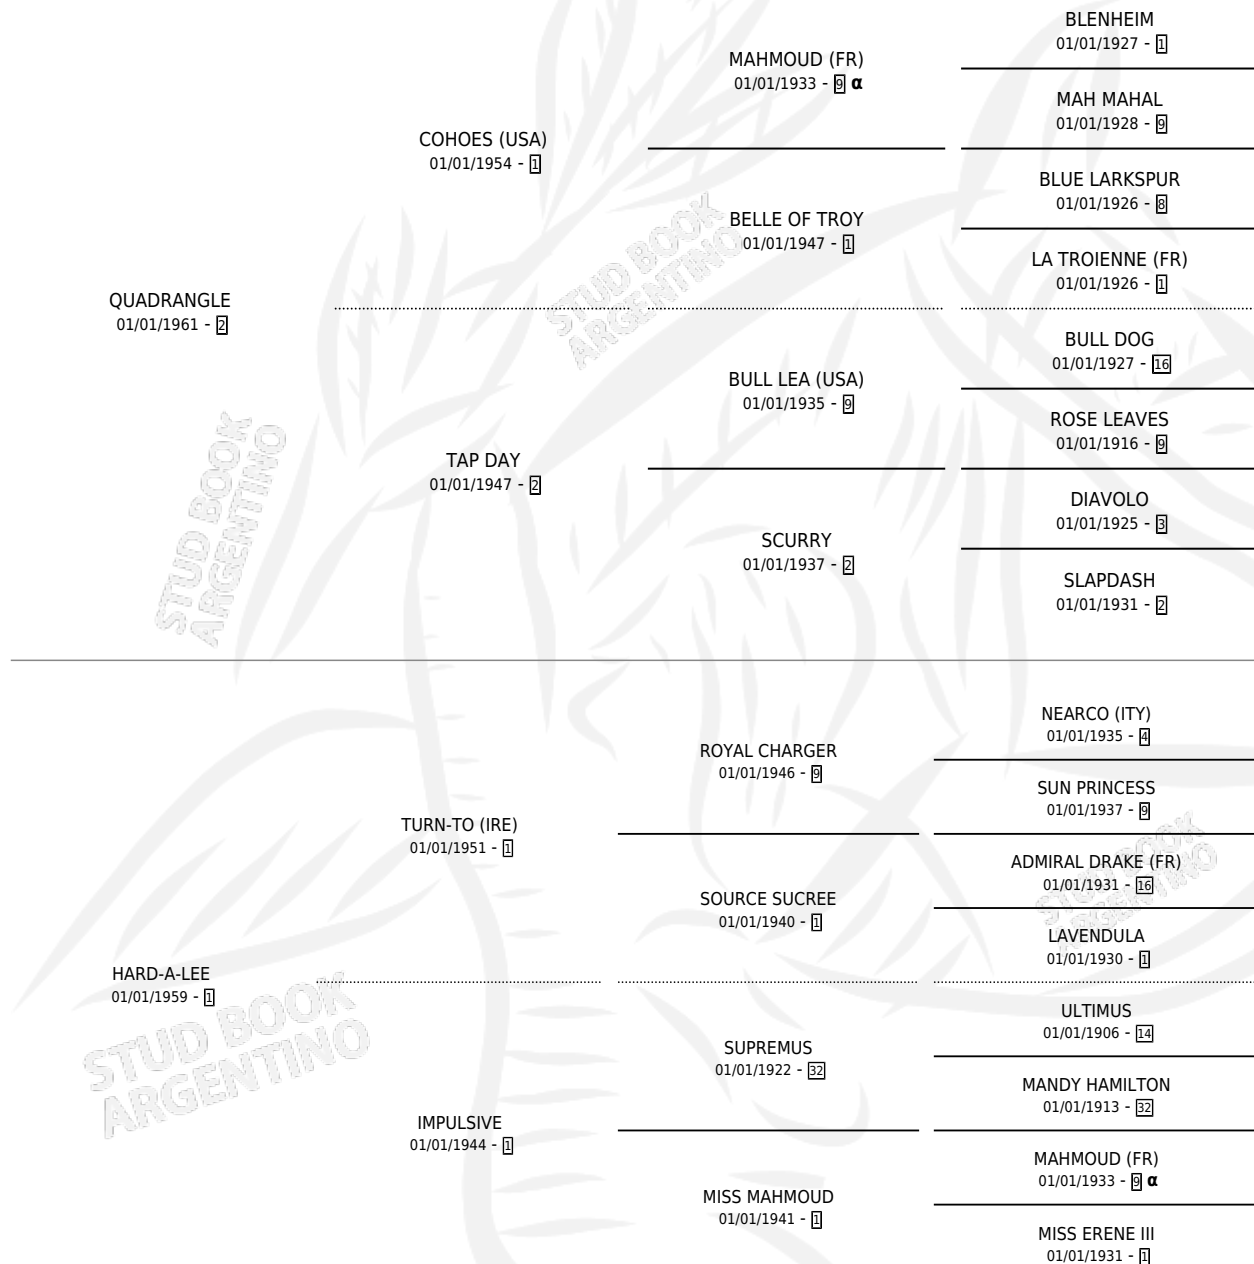 BLENHEIM
01/01/1927 - 1
MAHMOUD (FR)
01/01/1933 - 9 α
MAH MAHAL
01/01/1928 - 9
COHOES (USA)
01/01/1954 - 1
BLUE LARKSPUR
01/01/1926 - 8
BELLE OF TROY
01/01/1947 - 1
LA TROIENNE (FR)
01/01/1926 - 1
QUADRANGLE
01/01/1961 - 2
BULL DOG
01/01/1927 - 16
BULL LEA (USA)
01/01/1935 - 9
ROSE LEAVES
01/01/1916 - 9
TAP DAY
01/01/1947 - 2
DIAVOLO
01/01/1925 - 3
SCURRY
01/01/1937 - 2
SLAPDASH
01/01/1931 - 2
NEARCO (ITY)
01/01/1935 - 4
ROYAL CHARGER
01/01/1946 - 9
SUN PRINCESS
01/01/1937 - 9
TURN-TO (IRE)
01/01/1951 - 1
ADMIRAL DRAKE (FR)
01/01/1931 - 16
SOURCE SUCREE
01/01/1940 - 1
LAVENDULA
01/01/1930 - 1
HARD-A-LEE
01/01/1959 - 1
ULTIMUS
01/01/1906 - 14
SUPREMUS
01/01/1922 - 32
MANDY HAMILTON
01/01/1913 - 32
IMPULSIVE
01/01/1944 - 1
MAHMOUD (FR)
01/01/1933 - 9 α
MISS MAHMOUD
01/01/1941 - 1
MISS ERENE III
01/01/1931 - 1
STUD BOOK
ARGENTINO
STUD BOOK
ARGENTINO
STUD BOOK
ARGENTINO
STUD BOOK
ARGENTINO